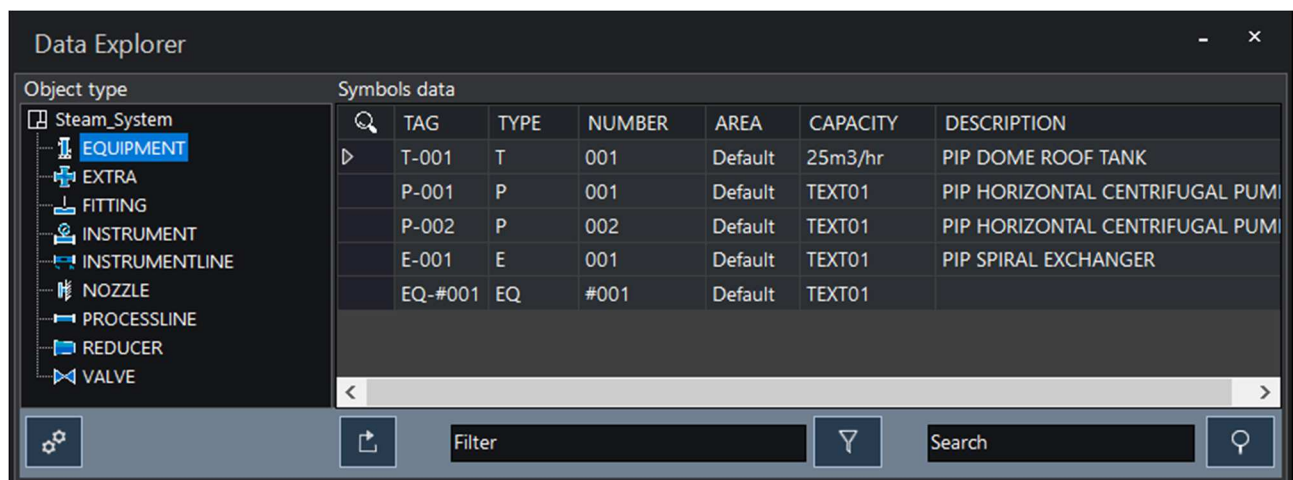 Data Explorer
Object type
Symbols data
Steam_System
EQUIPMENT
EXTRA
FITTING
INSTRUMENT
INSTRUMENTLINE
NOZZLE
PROCESSLINE
REDUCER
VALVE
TAG TYPE NUMBER AREA CAPACITY DESCRIPTION
T-001 T 001 Default 25m3/hr PIP DOME ROOF TANK
P-001 P 001 Default TEXT01 PIP HORIZONTAL CENTRIFUGAL PUM
P-002 P 002 Default TEXT01 PIP HORIZONTAL CENTRIFUGAL PUM
E-001 E 001 Default TEXT01 PIP SPIRAL EXCHANGER
EQ-#001 EQ #001 Default TEXT01
Filter
Search